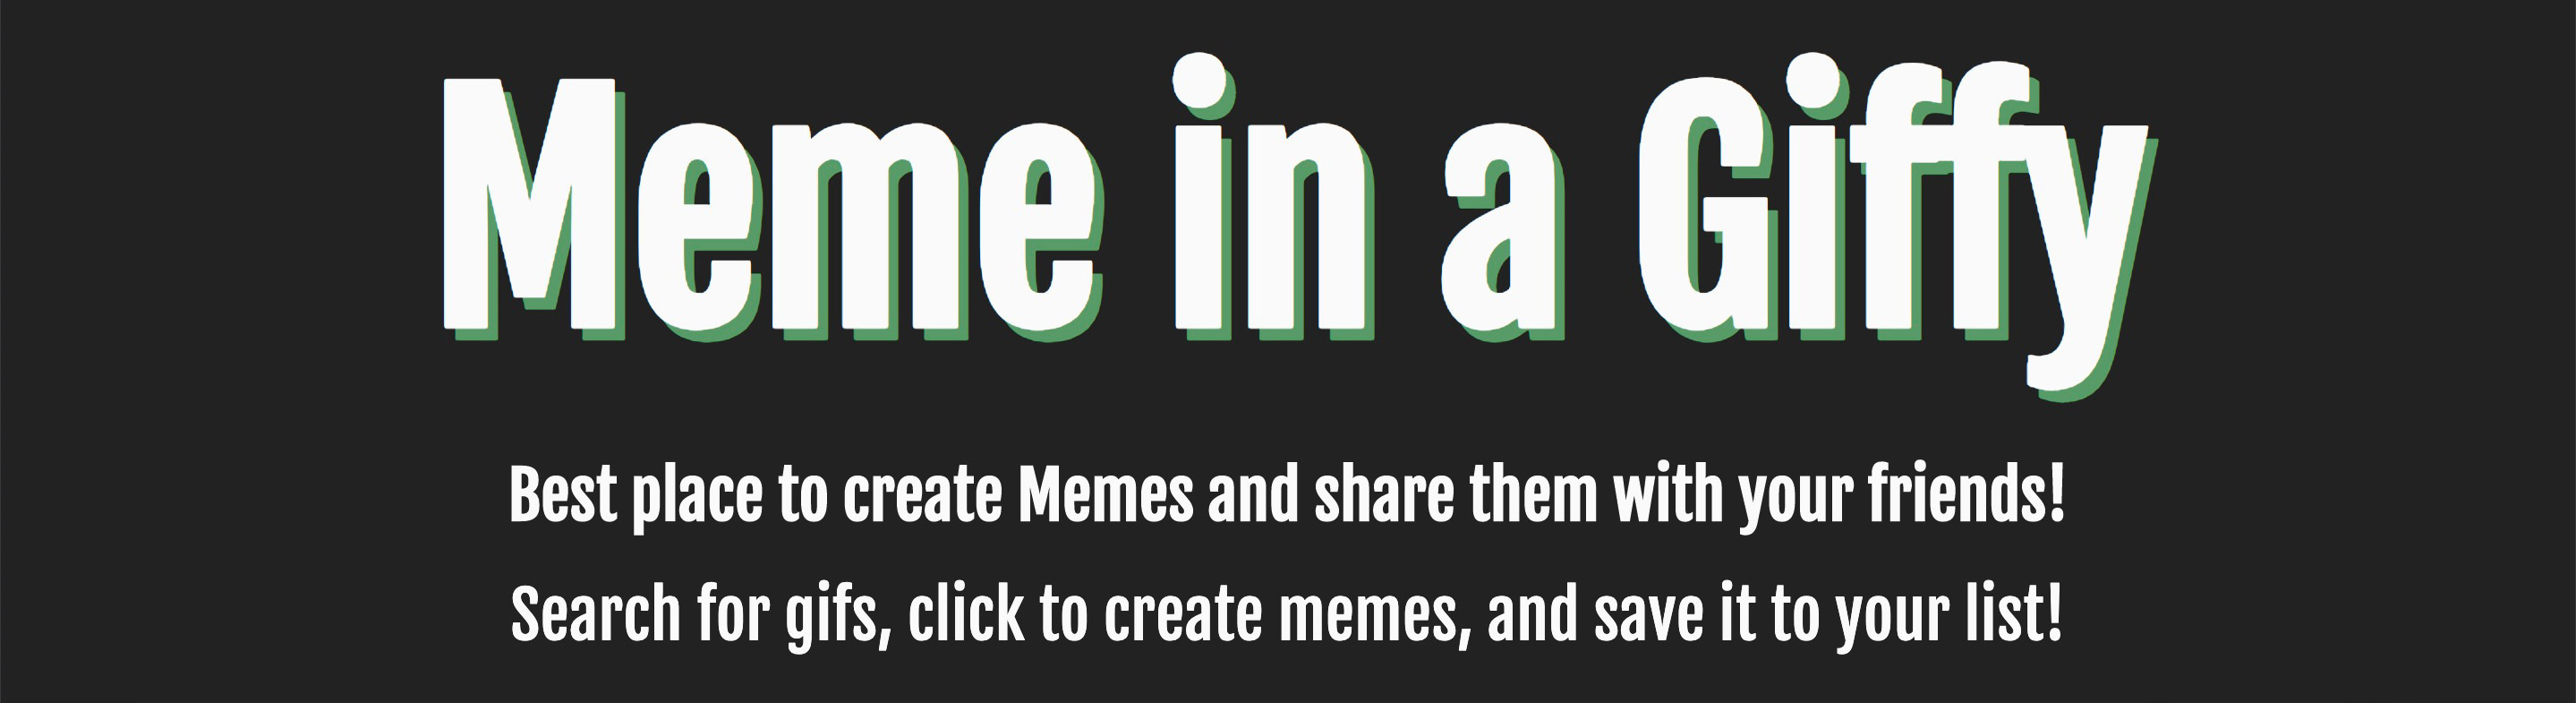 Meme in a Giffy
Best place to create Memes and share them with your friends!
Search for gifs, click to create memes, and save it to your list!